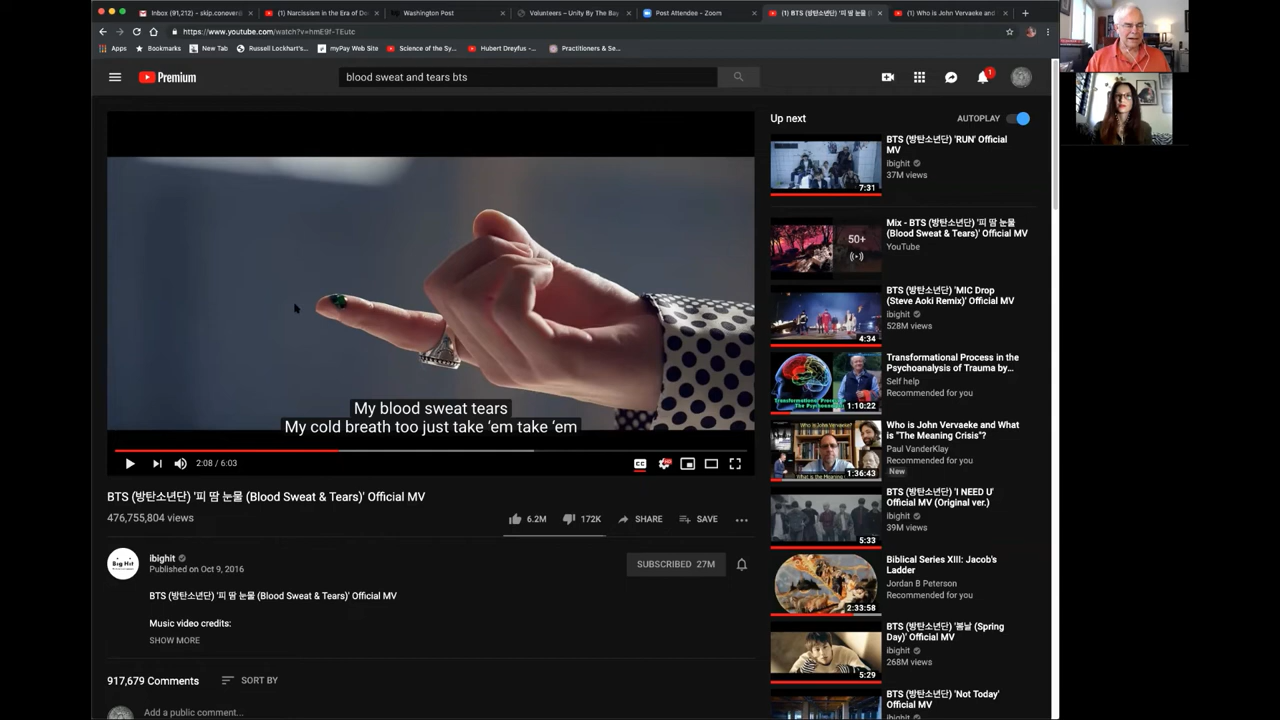 Inbox (91,212) - skip.conover
(1) Narcissism in the Era of Do
Washington Post
Volunteers – Unity By The Bay
Post Attendee - Zoom
(1) BTS (방탄소년단) '피 땀
(1) Who is John Vervaeke and
https://www.youtube.com/watch?v=hmE9f-TEutc
Apps
Bookmarks
New Tab
Russell Lockhart's...
myPay Web Site
Science of the Sy...
Hubert Dreyfus -...
Practitioners & Se...
Premium
blood sweat and tears bts
1
My blood sweat tears
My cold breath too just take 'em take 'em
2:08 / 6:03
BTS (방탄소년단) '피 땀 눈물 (Blood Sweat & Tears)' Official MV
476,755,804 views
6.2M
172K
SHARE
SAVE
Big Hit
ibighit
Published on Oct 9, 2016
SUBSCRIBED 27M
BTS (방탄소년단) '피 땀 눈물 (Blood Sweat & Tears)' Official MV
Music video credits:
SHOW MORE
917,679 Comments
SORT BY
Add a public comment...
Up next
AUTOPLAY
BTS (방탄소년단) 'RUN' Official
MV
ibighit
37M views
7:31
Mix - BTS (방탄소년단) '피 땀 눈물
(Blood Sweat & Tears)' Official MV
YouTube
50+
BTS (방탄소년단) 'MIC Drop
(Steve Aoki Remix)' Official MV
ibighit
528M views
4:34
Transformational Process in the
Psychoanalysis of Trauma by...
Self help
Recommended for you
1:10:22
Who is John Vervaeke and What
is "The Meaning Crisis"?
Paul VanderKlay
Recommended for you
New
1:36:43
BTS (방탄소년단) 'I NEED U'
Official MV (Original ver.)
ibighit
39M views
5:33
Biblical Series XIII: Jacob's
Ladder
Jordan B Peterson
Recommended for you
2:33:58
BTS (방탄소년단) '봄날 (Spring
Day)' Official MV
ibighit
268M views
5:29
BTS (방탄소년단) 'Not Today'
Official MV
ibighit